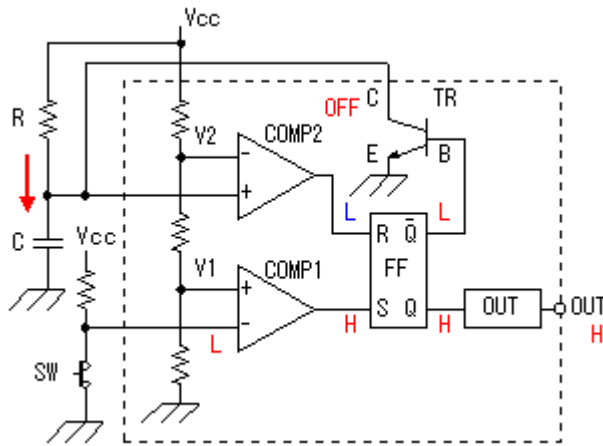 Vcc
C
TR
OFF
R
V2
COMP2
E
B
L
L
C
Vcc
R Q̄
FF
S Q
V1
COMP1
OUT
OUT
L
H
H
H
SW